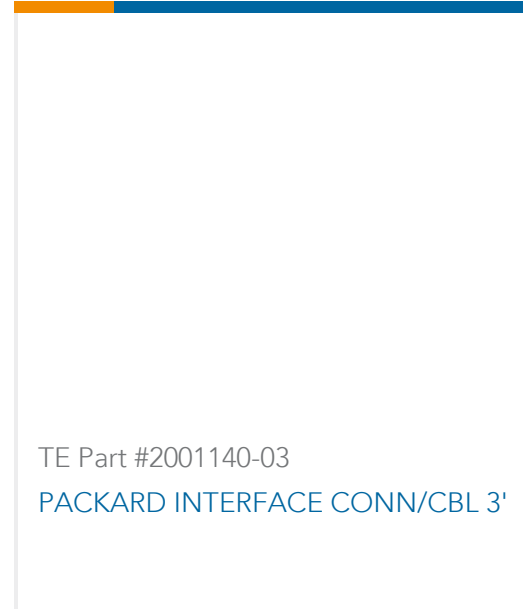 TE Part #2001140-03
PACKARD INTERFACE CONN/CBL 3'